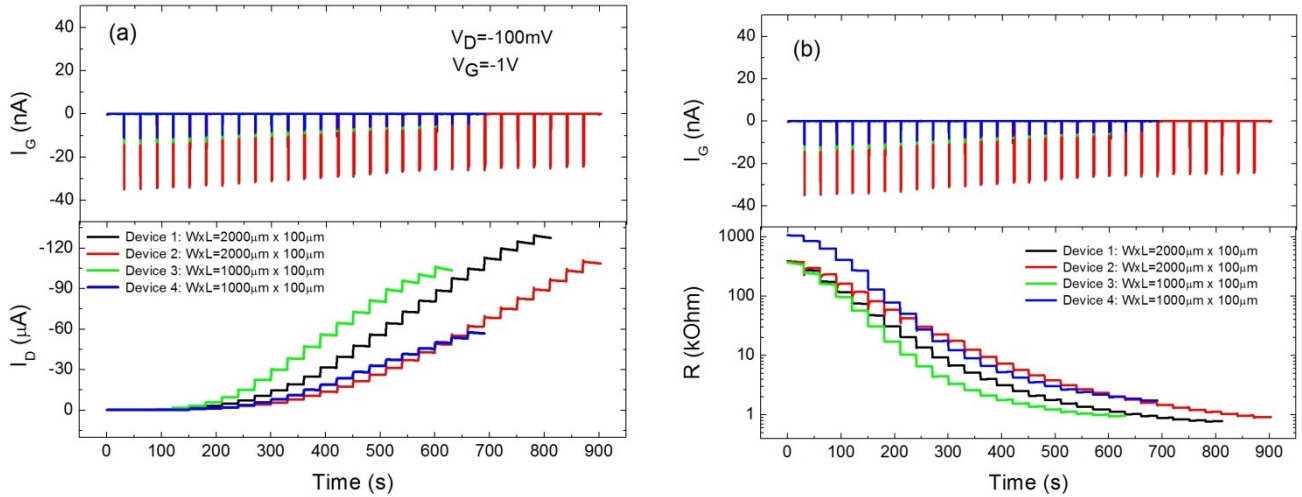 (a)
V_D=-100mV
V_G=-1V
40
20
0
-20
-40
I_G (nA)
Device 1: WxL=2000μm x 100μm
Device 2: WxL=2000μm x 100μm
Device 3: WxL=1000μm x 100μm
Device 4: WxL=1000μm x 100μm
-120
-90
-60
-30
0
I_D (μA)
0 100 200 300 400 500 600 700 800 900
Time (s)
(b)
40
20
0
-20
-40
I_G (nA)
Device 1: WxL=2000μm x 100μm
Device 2: WxL=2000μm x 100μm
Device 3: WxL=1000μm x 100μm
Device 4: WxL=1000μm x 100μm
1000
100
10
1
R (kOhm)
0 100 200 300 400 500 600 700 800 900
Time (s)